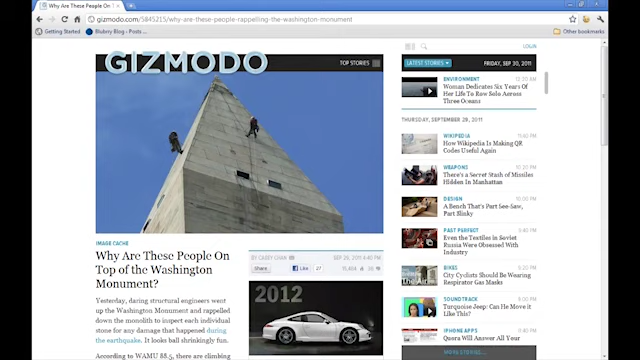 Why Are These People On T
gizmodo.com/5845215/why-are-these-people-rappelling-the-washington-monument
Getting Started
Other bookmarks
LOGIN
GIZMODO
TOP STORIES
LATEST STORIES
FRIDAY, SEP 30, 2011
ENVIRONMENT
Woman Dedicates Six Years Of
Her Life To Row Solo Across
Three Oceans
THURSDAY, SEPTEMBER 29, 2011
WIKIPEDIA
How Wikipedia Is Making QR
Codes Useful Again
WEAPONS
There's a Secret Stash of Missiles
Hidden In Manhattan
DESIGN
A Bench That's Part See-Saw,
Part Slinky
PAST PERFECT
Even the Textiles in Soviet
Russia Were Obsessed With
Industry
BIKES
City Cyclists Should Be Wearing
Respirator Gas Masks
SOUNDTRACK
Turquoise Jeep: Can He Move it
Like This?
IPHONE APPS
Quora Will Answer All Your
MORE STORIES
IMAGE CACHE
Why Are These People On
Top of the Washington
Monument?
Yesterday, daring structural engineers went
up the Washington Monument and rappelled
down the monolith to inspect each individual
stone for any damage that happened during
the earthquake. It looks ball shrinkingly fun.
According to WAMU 88.5, there are climbing
BY CASEY CHAN
Share
Like
2012